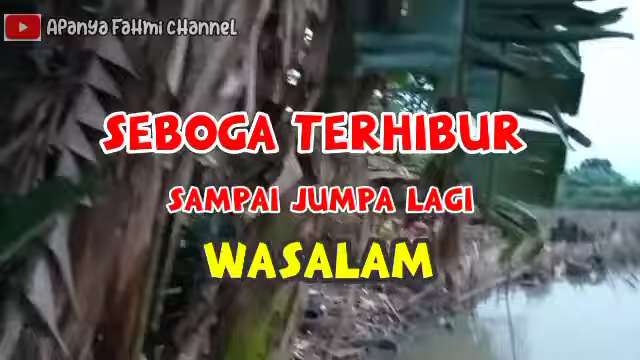 APanya FaHmi CHanneL
SEBOGA TERHIBUR
SAMPAI JUMPA LAGI
WASALAM